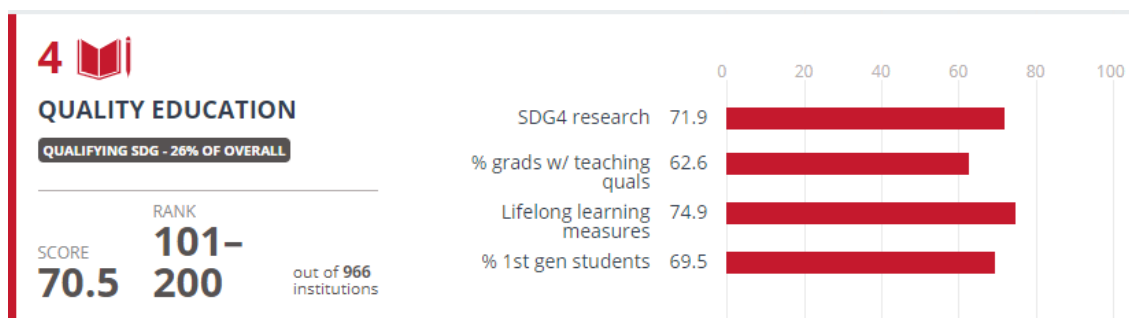 4
QUALITY EDUCATION
QUALIFYING SDG - 26% OF OVERALL
SCORE
70.5
RANK
101–
200
out of 966
institutions
0 20 40 60 80 100
SDG4 research 71.9
% grads w/ teaching 62.6
quals
Lifelong learning 74.9
measures
% 1st gen students 69.5